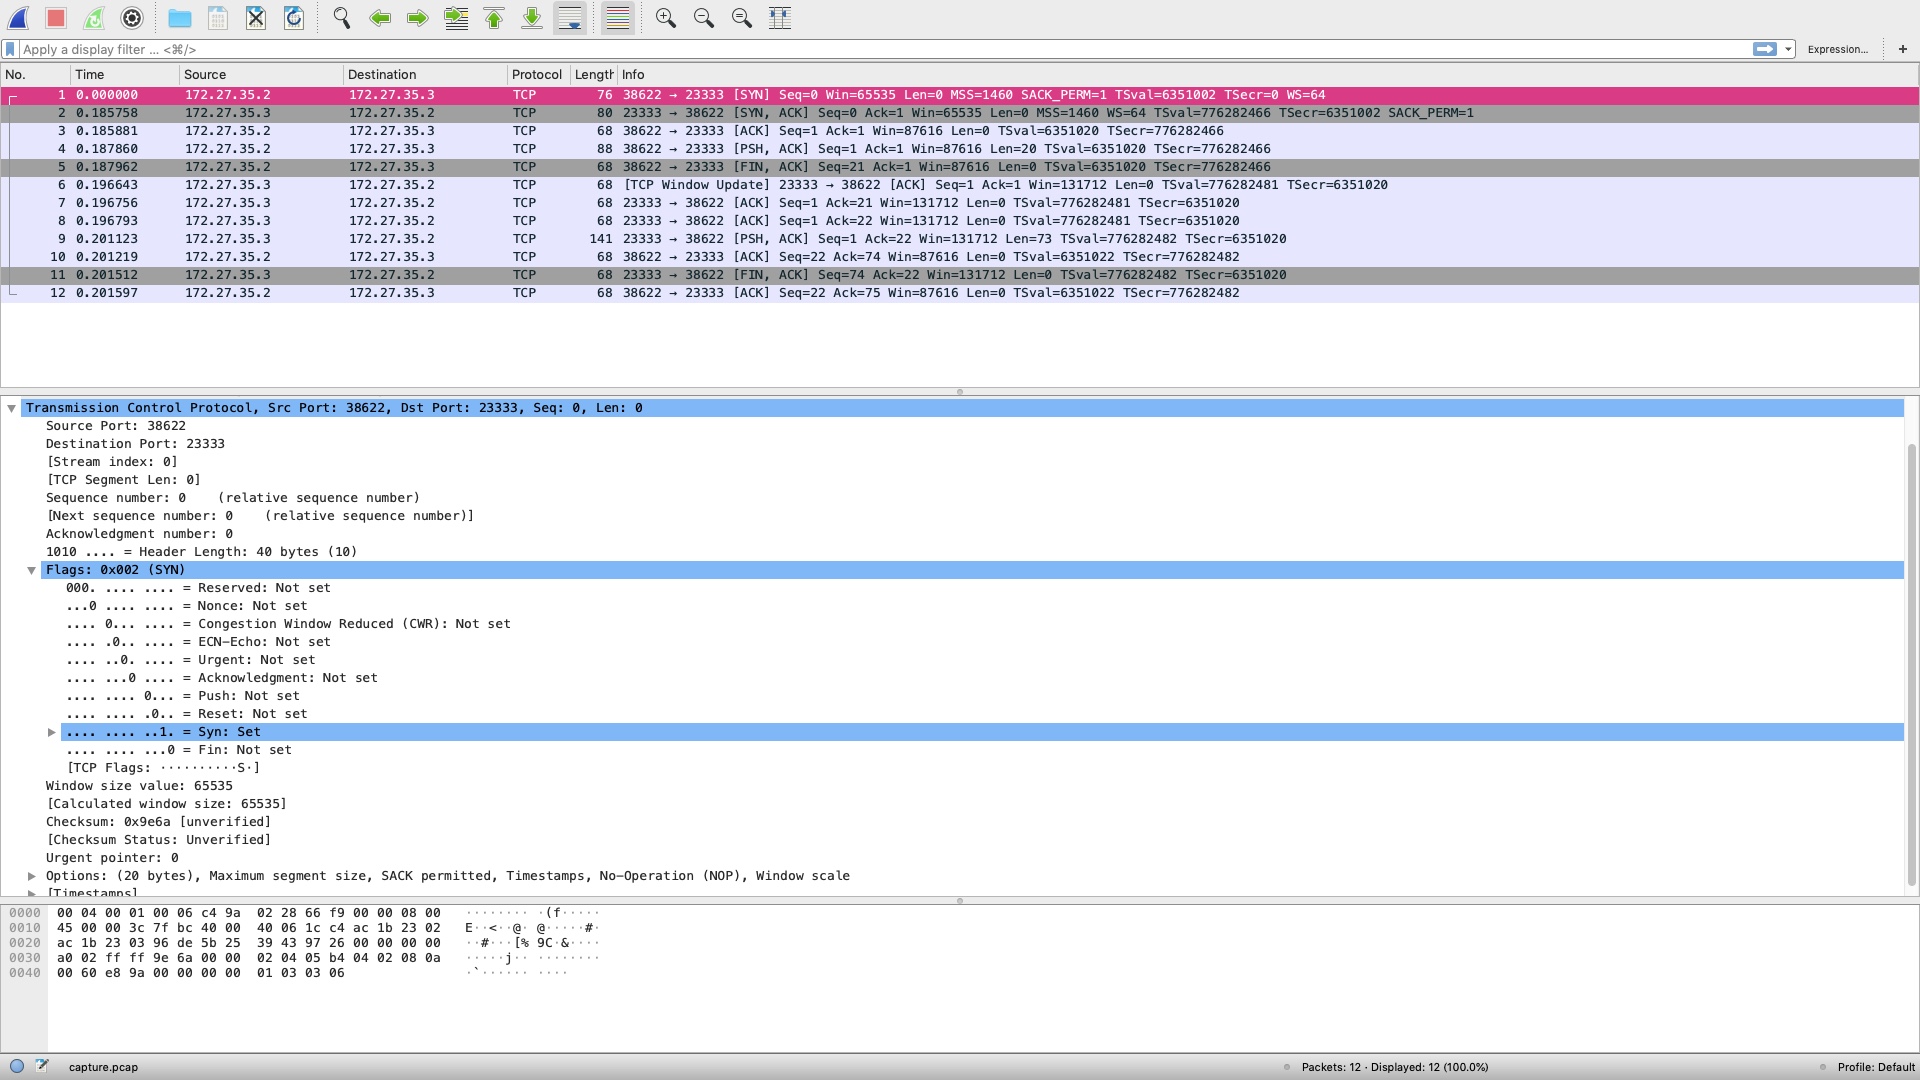 Apply a display filter ... <⌘/>
Expression...
+
No. Time Source Destination Protocol Length Info
1 0.000000 172.27.35.2 172.27.35.3 TCP 76 38622 → 23333 [SYN] Seq=0 Win=65535 Len=0 MSS=1460 SACK_PERM=1 TSval=6351002 TSecr=0 WS=64
2 0.185758 172.27.35.3 172.27.35.2 TCP 80 23333 → 38622 [SYN, ACK] Seq=0 Ack=1 Win=65535 Len=0 MSS=1460 WS=64 TSval=776282466 TSecr=6351002 SACK_PERM=1
3 0.185881 172.27.35.2 172.27.35.3 TCP 68 38622 → 23333 [ACK] Seq=1 Ack=1 Win=87616 Len=0 TSval=6351020 TSecr=776282466
4 0.187860 172.27.35.2 172.27.35.3 TCP 88 38622 → 23333 [PSH, ACK] Seq=1 Ack=1 Win=87616 Len=20 TSval=6351020 TSecr=776282466
5 0.187962 172.27.35.2 172.27.35.3 TCP 68 38622 → 23333 [FIN, ACK] Seq=21 Ack=1 Win=87616 Len=0 TSval=6351020 TSecr=776282466
6 0.196643 172.27.35.3 172.27.35.2 TCP 68 [TCP Window Update] 23333 → 38622 [ACK] Seq=1 Ack=1 Win=131712 Len=0 TSval=776282481 TSecr=6351020
7 0.196756 172.27.35.3 172.27.35.2 TCP 68 23333 → 38622 [ACK] Seq=1 Ack=21 Win=131712 Len=0 TSval=776282481 TSecr=6351020
8 0.196793 172.27.35.3 172.27.35.2 TCP 68 23333 → 38622 [ACK] Seq=1 Ack=22 Win=131712 Len=0 TSval=776282481 TSecr=6351020
9 0.201123 172.27.35.3 172.27.35.2 TCP 141 23333 → 38622 [PSH, ACK] Seq=1 Ack=22 Win=131712 Len=73 TSval=776282482 TSecr=6351020
10 0.201219 172.27.35.2 172.27.35.3 TCP 68 38622 → 23333 [ACK] Seq=22 Ack=74 Win=87616 Len=0 TSval=6351022 TSecr=776282482
11 0.201512 172.27.35.3 172.27.35.2 TCP 68 23333 → 38622 [FIN, ACK] Seq=74 Ack=22 Win=131712 Len=0 TSval=776282482 TSecr=6351020
12 0.201597 172.27.35.2 172.27.35.3 TCP 68 38622 → 23333 [ACK] Seq=22 Ack=75 Win=87616 Len=0 TSval=6351022 TSecr=776282482
Transmission Control Protocol, Src Port: 38622, Dst Port: 23333, Seq: 0, Len: 0
Source Port: 38622
Destination Port: 23333
[Stream index: 0]
[TCP Segment Len: 0]
Sequence number: 0    (relative sequence number)
[Next sequence number: 0    (relative sequence number)]
Acknowledgment number: 0
1010 .... = Header Length: 40 bytes (10)
Flags: 0x002 (SYN)
000. .... .... = Reserved: Not set
...0 .... .... = Nonce: Not set
.... 0... .... = Congestion Window Reduced (CWR): Not set
.... .0.. .... = ECN-Echo: Not set
.... ..0. .... = Urgent: Not set
.... ...0 .... = Acknowledgment: Not set
.... .... 0... = Push: Not set
.... .... .0.. = Reset: Not set
.... .... ..1. = Syn: Set
.... .... ...0 = Fin: Not set
[TCP Flags: ··········S·]
Window size value: 65535
[Calculated window size: 65535]
Checksum: 0x9e6a [unverified]
[Checksum Status: Unverified]
Urgent pointer: 0
Options: (20 bytes), Maximum segment size, SACK permitted, Timestamps, No-Operation (NOP), Window scale
[Timestamps]
0000 00 04 00 01 00 06 c4 9a 02 28 66 f9 00 00 08 00 ········ ·(f·····
0010 45 00 00 3c 7f bc 40 00 40 06 1c c4 ac 1b 23 02 E··<··@· @·····#·
0020 ac 1b 23 03 96 de 5b 25 39 43 97 26 00 00 00 00 ··#···[% 9C·&····
0030 a0 02 ff ff 9e 6a 00 00 02 04 05 b4 04 02 08 0a ·····j·· ········
0040 00 60 e8 9a 00 00 00 00 01 03 03 06 ·`······ ····
capture.pcap
Packets: 12 · Displayed: 12 (100.0%)
Profile: Default